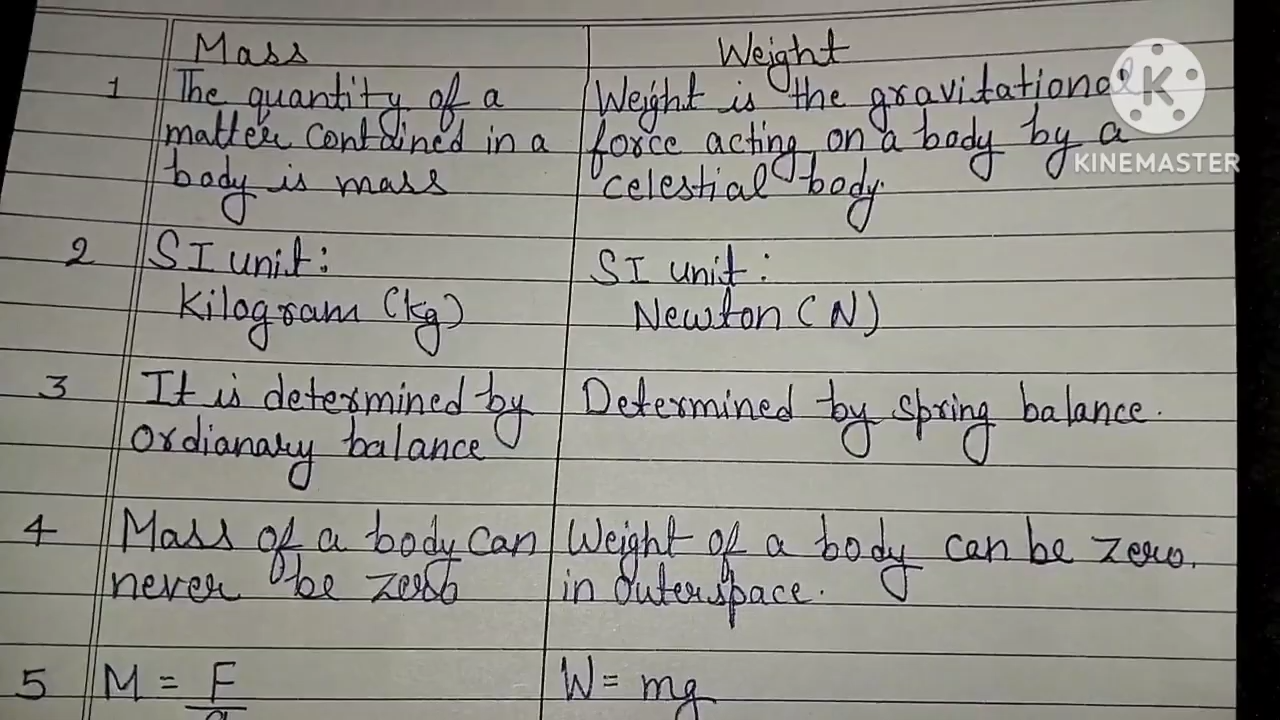 Mass Weight
1 The quantity of a
matter contained in a
body is mass
Weight is the gravitational
force acting on a body by a
celestial body.
KINEMASTER
2 SI unit:
Kilogram (kg)
SI unit:
Newton (N)
3 It is determined by
ordianary balance
Determined by spring balance.
4 Mass of a body can
never be zero
Weight of a body can be zero.
in outerspace.
5 M = F
W = mg